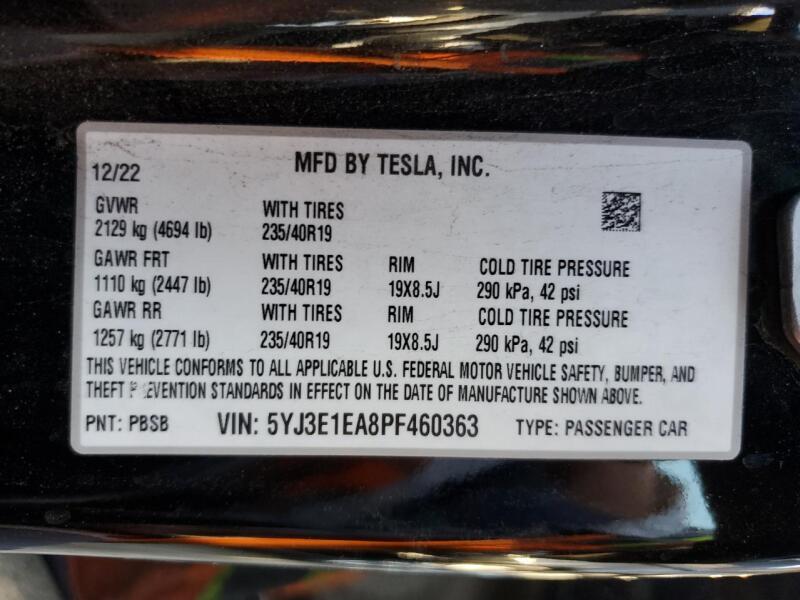 MFD BY TESLA, INC.
12/22
GVWR WITH TIRES
2129 kg (4694 lb) 235/40R19
GAWR FRT WITH TIRES RIM COLD TIRE PRESSURE
1110 kg (2447 lb) 235/40R19 19X8.5J 290 kPa, 42 psi
GAWR RR WITH TIRES RIM COLD TIRE PRESSURE
1257 kg (2771 lb) 235/40R19 19X8.5J 290 kPa, 42 psi
THIS VEHICLE CONFORMS TO ALL APPLICABLE U.S. FEDERAL MOTOR VEHICLE SAFETY, BUMPER, AND
THEFT PREVENTION STANDARDS IN EFFECT ON THE DATE OF MANUFACTURE SHOWN ABOVE.
PNT: PBSB VIN: 5YJ3E1EA8PF460363 TYPE: PASSENGER CAR